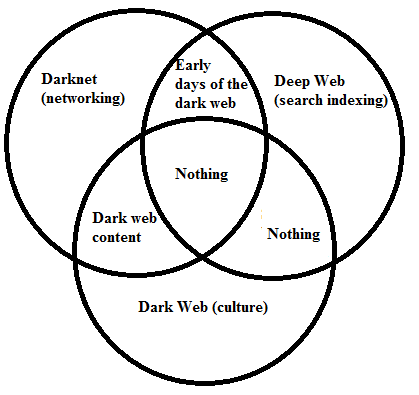 Early
days of the
dark web
Darknet
(networking)
Deep Web
(search indexing)
Nothing
Dark web
content
Nothing
Dark Web (culture)